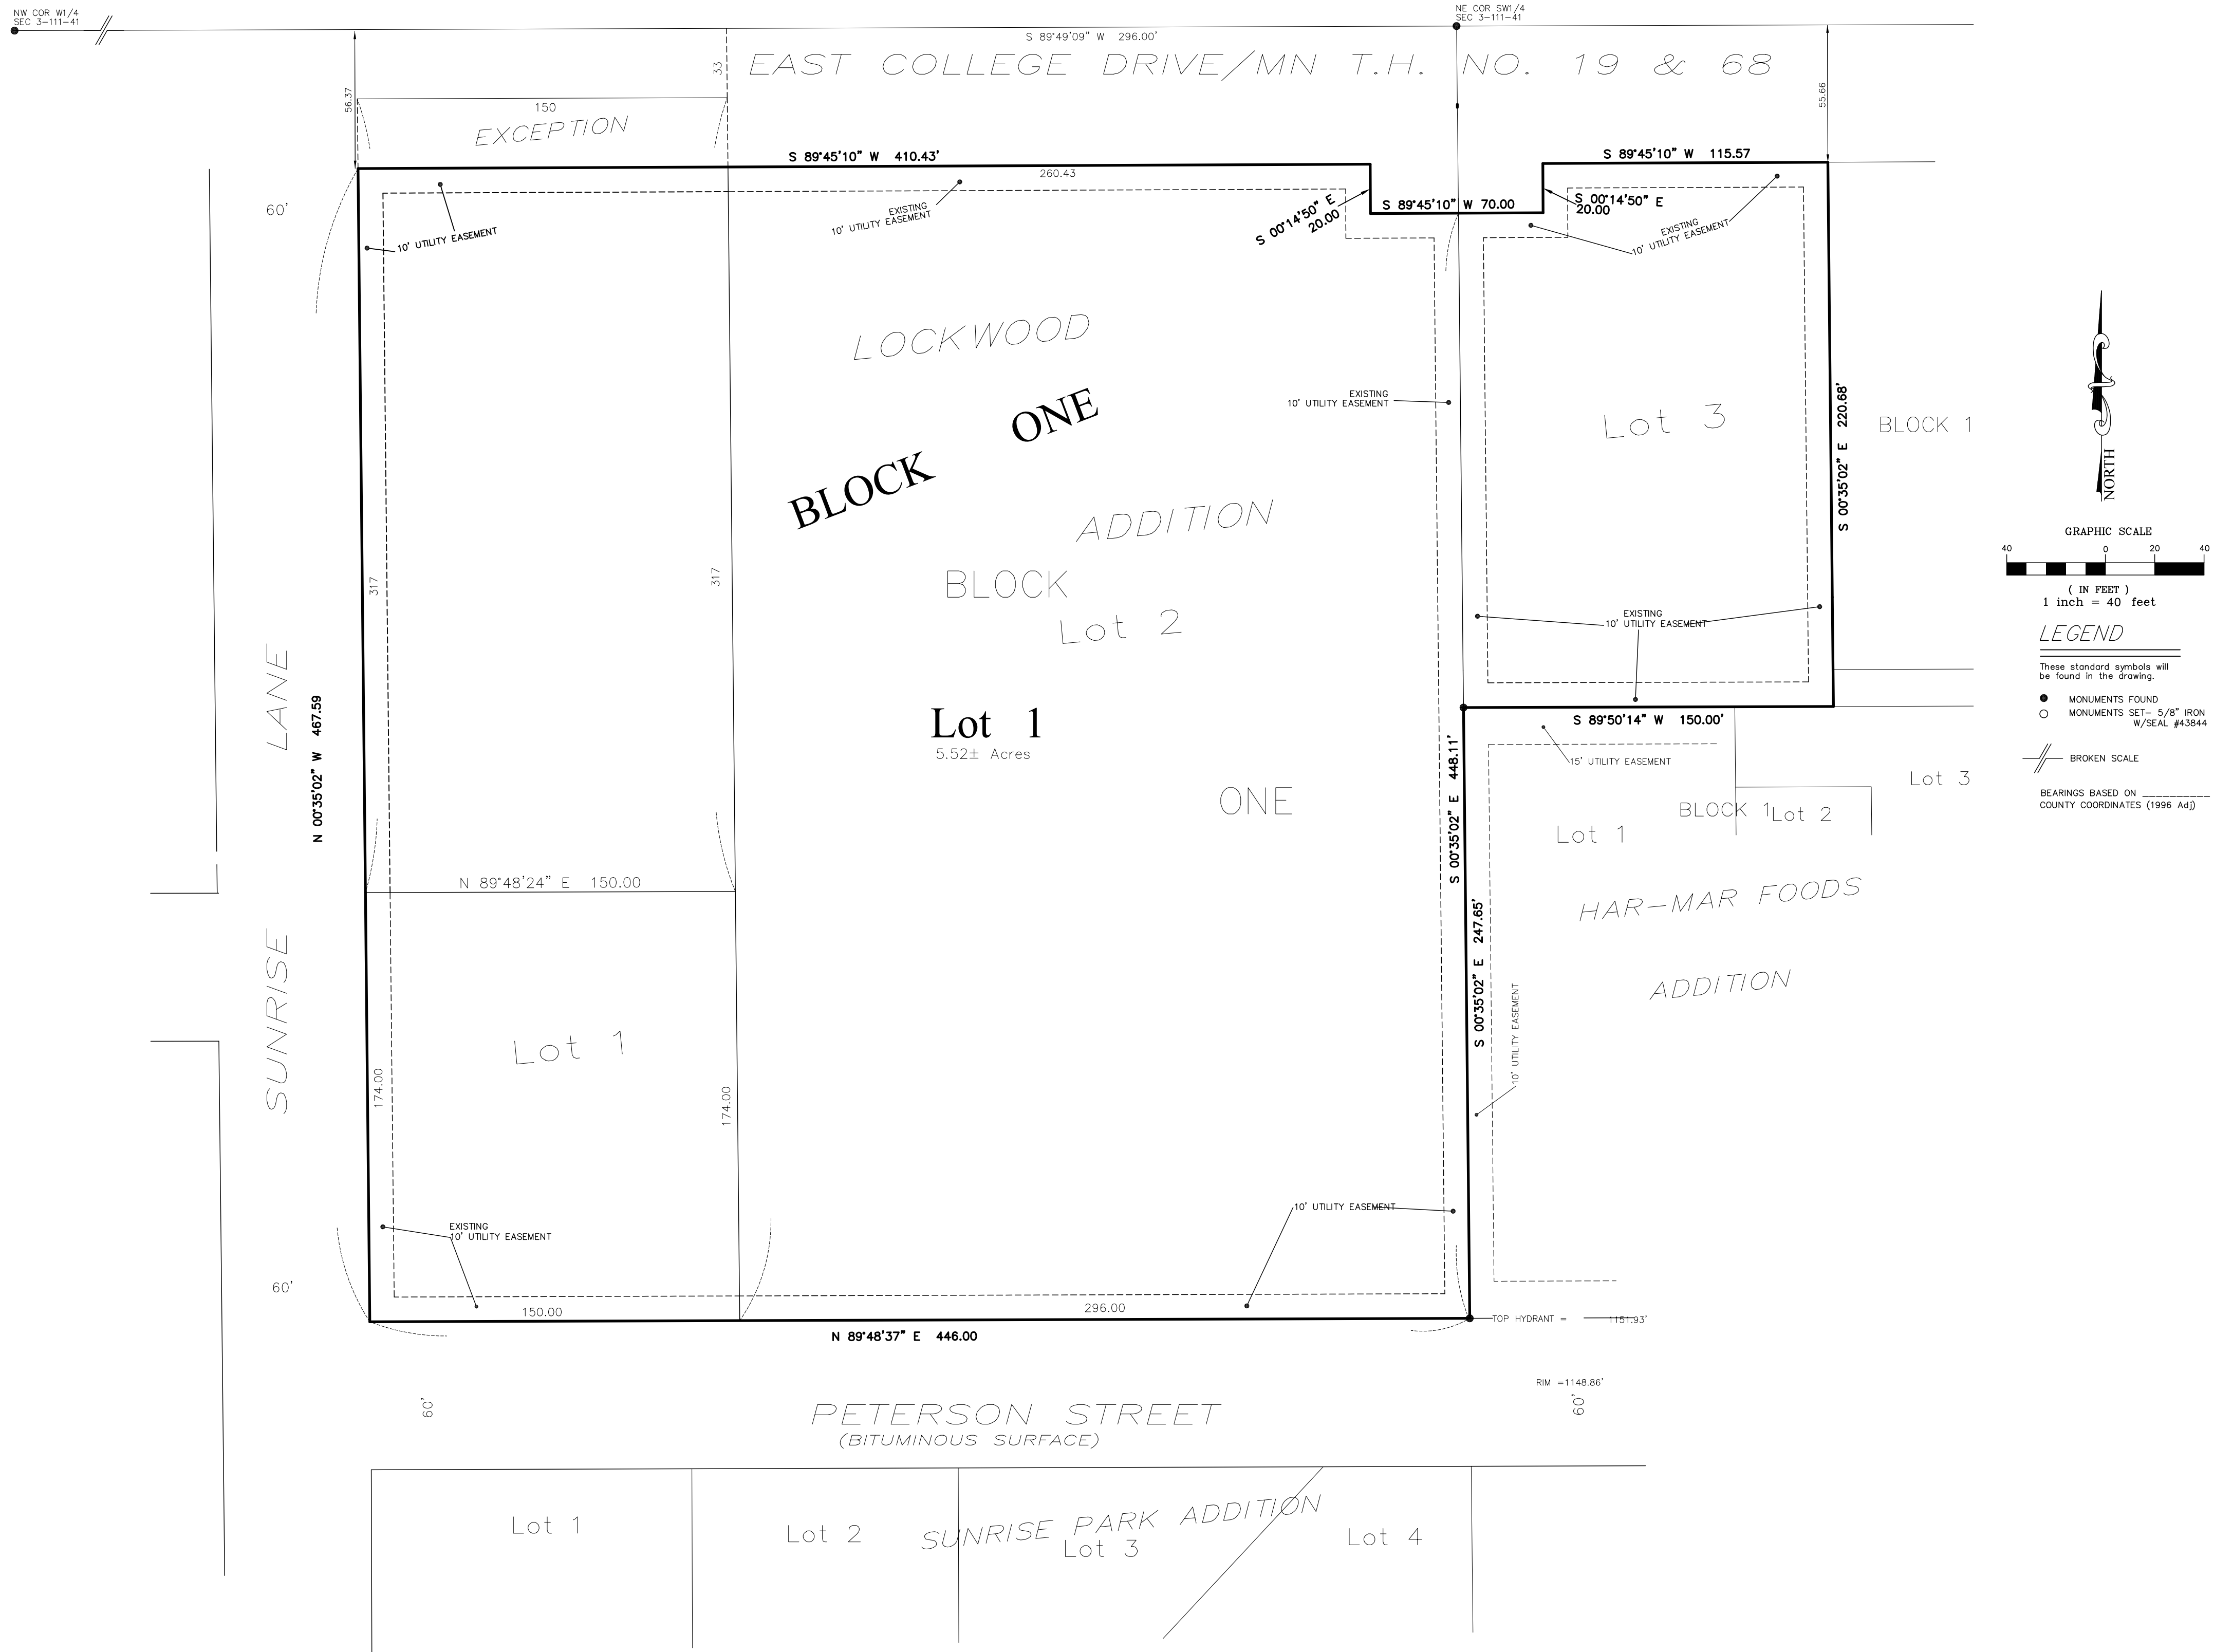 NW COR W1/4
SEC 3-111-41
NE COR SW1/4
SEC 3-111-41
S 89°49'09" W 296.00'
EAST COLLEGE DRIVE/MN T.H. NO. 19 & 68
33
56.37
55.66
150
EXCEPTION
S 89°45'10" W 410.43'
260.43
S 89°45'10" W 115.57
S 00°14'50" E
20.00
S 89°45'10" W 70.00
S 00°14'50" E
20.00
60'
10' UTILITY EASEMENT
EXISTING
10' UTILITY EASEMENT
EXISTING
10' UTILITY EASEMENT
LOCKWOOD
BLOCK ONE
ADDITION
BLOCK
Lot 2
EXISTING
10' UTILITY EASEMENT
Lot 3
S 00°35'02" E 220.68'
BLOCK 1
NORTH
GRAPHIC SCALE
40 0 20 40
( IN FEET )
1 inch = 40 feet
LEGEND
These standard symbols will
be found in the drawing.
MONUMENTS FOUND
MONUMENTS SET- 5/8" IRON
W/SEAL #43844
BROKEN SCALE
BEARINGS BASED ON __________
COUNTY COORDINATES (1996 Adj)
317
317
EXISTING
10' UTILITY EASEMENT
SUNRISE LANE
N 00°35'02" W 467.59
Lot 1
5.52± Acres
ONE
S 89°50'14" W 150.00'
15' UTILITY EASEMENT
S 00°35'02" E 448.11'
S 00°35'02" E 247.65'
Lot 3
BLOCK 1
Lot 2
Lot 1
HAR-MAR FOODS
ADDITION
10' UTILITY EASEMENT
N 89°48'24" E 150.00
Lot 1
174.00
174.00
EXISTING
10' UTILITY EASEMENT
10' UTILITY EASEMENT
60'
150.00
296.00
N 89°48'37" E 446.00
TOP HYDRANT = 1151.93'
RIM =1148.86'
60'
60'
PETERSON STREET
(BITUMINOUS SURFACE)
Lot 1
Lot 2
SUNRISE PARK ADDITION
Lot 3
Lot 4